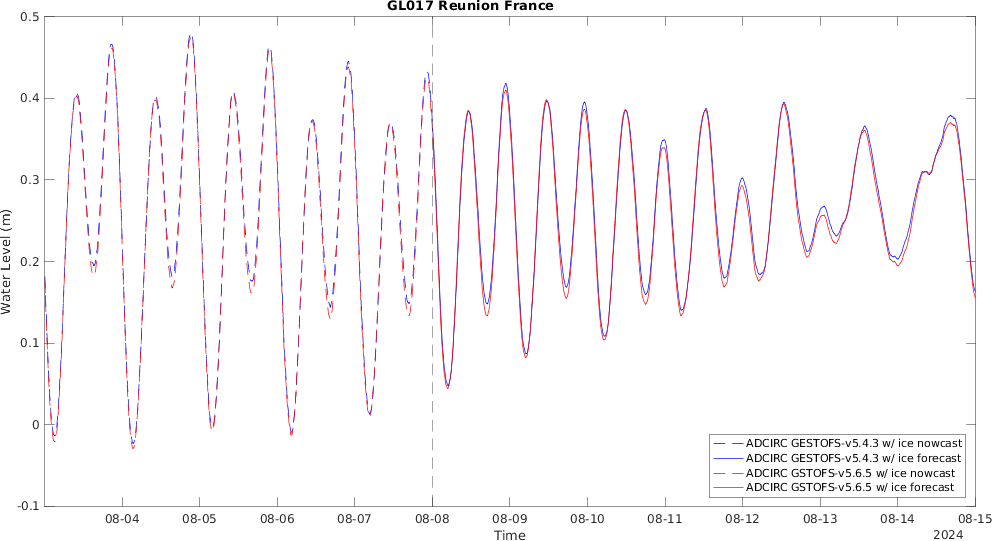 GL017 Reunion France
0.5
0.4
0.3
0.2
0.1
0
-0.1
Water Level (m)
08-04 08-05 08-06 08-07 08-08 08-09 08-10 08-11 08-12 08-13 08-14 08-15
Time
2024
ADCIRC GESTOFS-v5.4.3 w/ ice nowcast
ADCIRC GESTOFS-v5.4.3 w/ ice forecast
ADCIRC GSTOFS-v5.6.5 w/ ice nowcast
ADCIRC GSTOFS-v5.6.5 w/ ice forecast